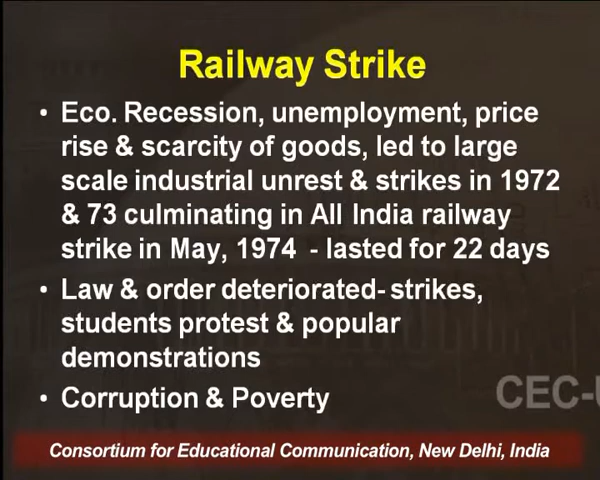 Railway Strike
• Eco. Recession, unemployment, price
rise & scarcity of goods, led to large
scale industrial unrest & strikes in 1972
& 73 culminating in All India railway
strike in May, 1974 - lasted for 22 days
• Law & order deteriorated- strikes,
students protest & popular
demonstrations
• Corruption & Poverty
CEC-U
Consortium for Educational Communication, New Delhi, India